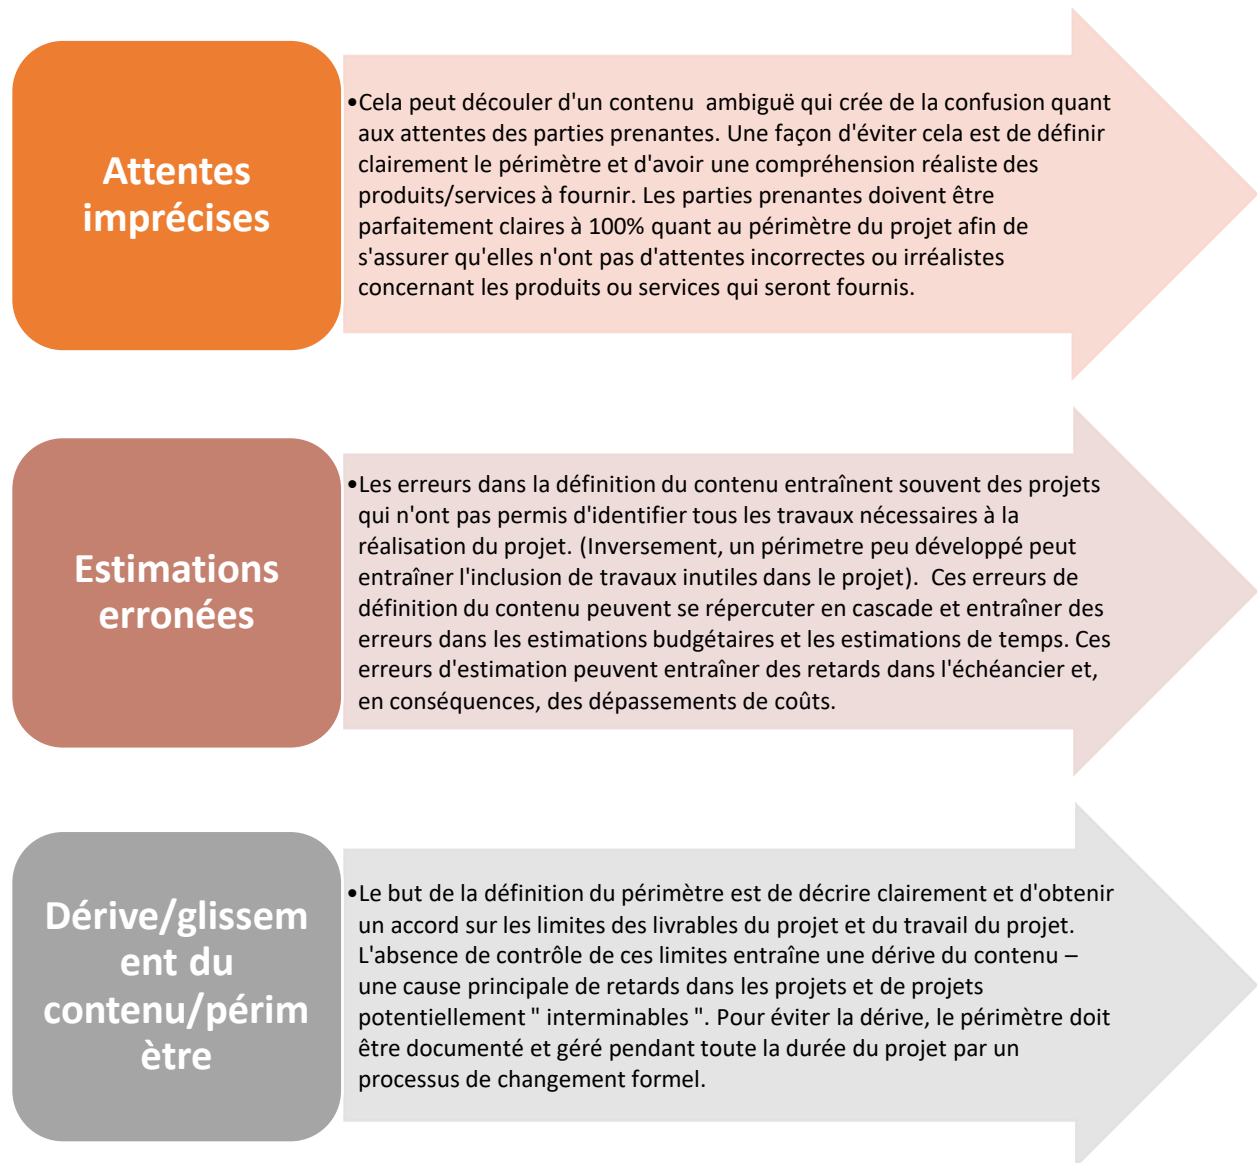 Attentes
imprécises
•Cela peut découler d'un contenu  ambiguë qui crée de la confusion quant
aux attentes des parties prenantes. Une façon d'éviter cela est de définir
clairement le périmètre et d'avoir une compréhension réaliste des
produits/services à fournir. Les parties prenantes doivent être
parfaitement claires à 100% quant au périmètre du projet afin de
s'assurer qu'elles n'ont pas d'attentes incorrectes ou irréalistes
concernant les produits ou services qui seront fournis.
Estimations
erronées
•Les erreurs dans la définition du contenu entraînent souvent des projets
qui n'ont pas permis d'identifier tous les travaux nécessaires à la
réalisation du projet. (Inversement, un périmetre peu développé peut
entraîner l'inclusion de travaux inutiles dans le projet).  Ces erreurs de
définition du contenu peuvent se répercuter en cascade et entraîner des
erreurs dans les estimations budgétaires et les estimations de temps. Ces
erreurs d'estimation peuvent entraîner des retards dans l'échéancier et,
en conséquences, des dépassements de coûts.
Dérive/glissem
ent du
contenu/périm
ètre
•Le but de la définition du périmètre est de décrire clairement et d'obtenir
un accord sur les limites des livrables du projet et du travail du projet.
L'absence de contrôle de ces limites entraîne une dérive du contenu –
une cause principale de retards dans les projets et de projets
potentiellement " interminables ". Pour éviter la dérive, le périmètre doit
être documenté et géré pendant toute la durée du projet par un
processus de changement formel.